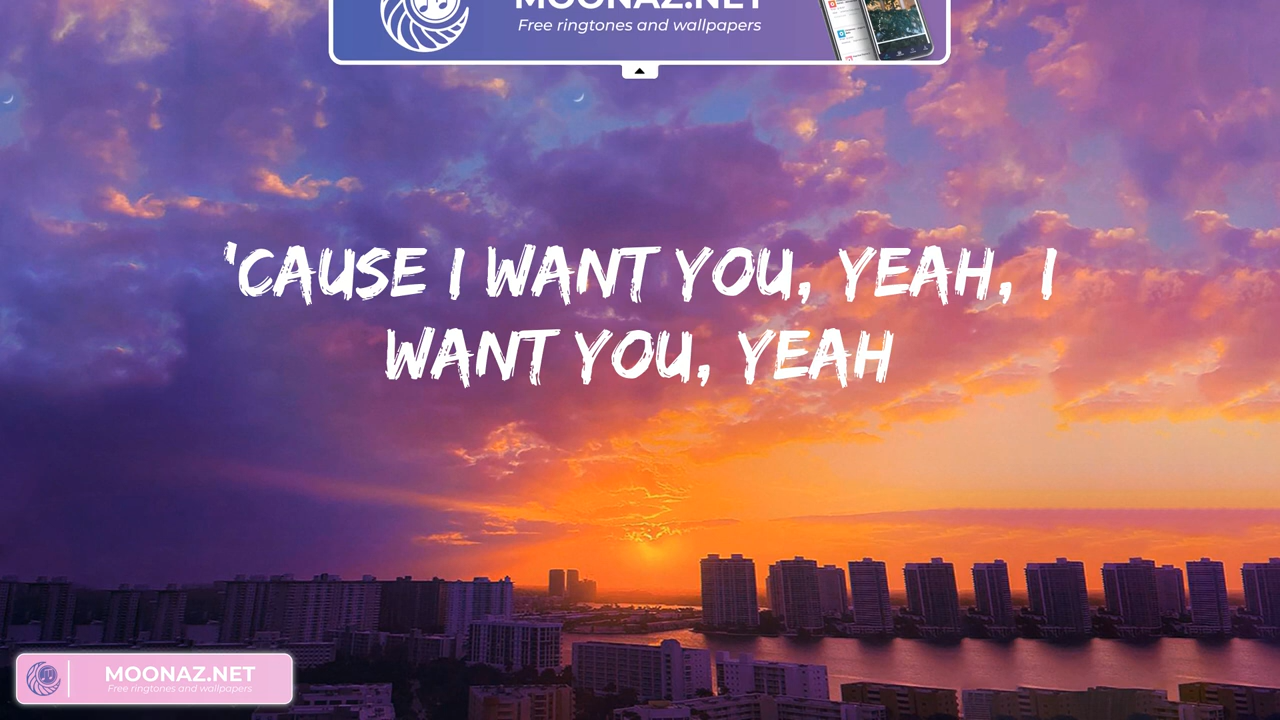 MOONAZ.NET
Free ringtones and wallpapers
'CAUSE I WANT YOU, YEAH, I
WANT YOU, YEAH
MOONAZ.NET
Free ringtones and wallpapers